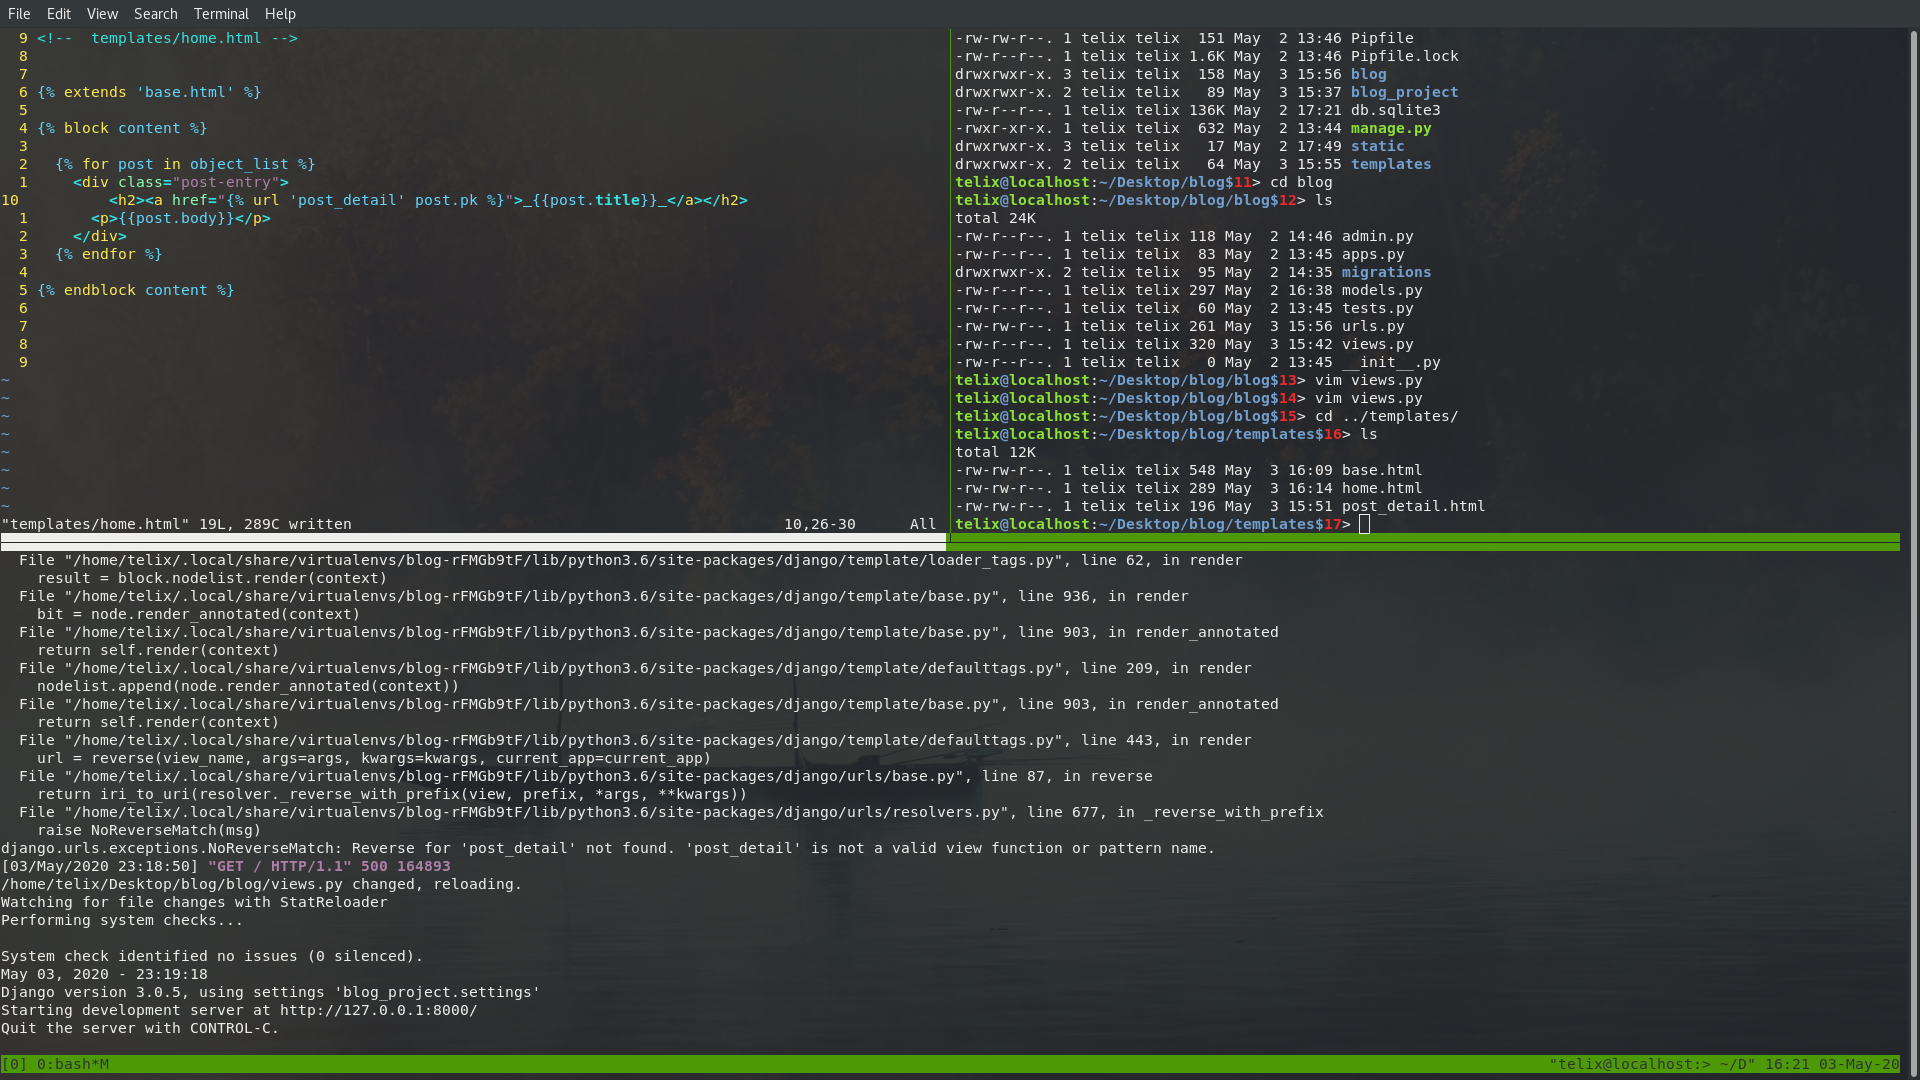 File Edit View Search Terminal Help
9 <!--  templates/home.html -->
8
7
6 {% extends 'base.html' %}
5
4 {% block content %}
3
2   {% for post in object_list %}
1     <div class="post-entry">
10         <h2><a href="{% url 'post_detail' post.pk %}">_{{post.title}}_</a></h2>
1       <p>{{post.body}}</p>
2     </div>
3   {% endfor %}
4
5 {% endblock content %}
6
7
8
9
~
~
~
~
~
~
~
~
"templates/home.html" 19L, 289C written 10,26-30 All
-rw-rw-r--. 1 telix telix  151 May  2 13:46 Pipfile
-rw-r--r--. 1 telix telix 1.6K May  2 13:46 Pipfile.lock
drwxrwxr-x. 3 telix telix  158 May  3 15:56 blog
drwxrwxr-x. 2 telix telix   89 May  3 15:37 blog_project
-rw-r--r--. 1 telix telix 136K May  2 17:21 db.sqlite3
-rwxr-xr-x. 1 telix telix  632 May  2 13:44 manage.py
drwxrwxr-x. 3 telix telix   17 May  2 17:49 static
drwxrwxr-x. 2 telix telix   64 May  3 15:55 templates
telix@localhost:~/Desktop/blog$11> cd blog
telix@localhost:~/Desktop/blog/blog$12> ls
total 24K
-rw-r--r--. 1 telix telix 118 May  2 14:46 admin.py
-rw-r--r--. 1 telix telix  83 May  2 13:45 apps.py
drwxrwxr-x. 2 telix telix  95 May  2 14:35 migrations
-rw-rw-r--. 1 telix telix 297 May  2 16:38 models.py
-rw-r--r--. 1 telix telix  60 May  2 13:45 tests.py
-rw-rw-r--. 1 telix telix 261 May  3 15:56 urls.py
-rw-rw-r--. 1 telix telix 320 May  3 15:42 views.py
-rw-r--r--. 1 telix telix   0 May  2 13:45 __init__.py
telix@localhost:~/Desktop/blog/blog$13> vim views.py
telix@localhost:~/Desktop/blog/blog$14> vim views.py
telix@localhost:~/Desktop/blog/blog$15> cd ../templates/
telix@localhost:~/Desktop/blog/templates$16> ls
total 12K
-rw-rw-r--. 1 telix telix 548 May  3 16:09 base.html
-rw-rw-r--. 1 telix telix 289 May  3 16:14 home.html
-rw-rw-r--. 1 telix telix 196 May  3 15:51 post_detail.html
telix@localhost:~/Desktop/blog/templates$17>
  File "/home/telix/.local/share/virtualenvs/blog-rFMGb9tF/lib/python3.6/site-packages/django/template/loader_tags.py", line 62, in render
    result = block.nodelist.render(context)
  File "/home/telix/.local/share/virtualenvs/blog-rFMGb9tF/lib/python3.6/site-packages/django/template/base.py", line 936, in render
    bit = node.render_annotated(context)
  File "/home/telix/.local/share/virtualenvs/blog-rFMGb9tF/lib/python3.6/site-packages/django/template/base.py", line 903, in render_annotated
    return self.render(context)
  File "/home/telix/.local/share/virtualenvs/blog-rFMGb9tF/lib/python3.6/site-packages/django/template/defaulttags.py", line 209, in render
    nodelist.append(node.render_annotated(context))
  File "/home/telix/.local/share/virtualenvs/blog-rFMGb9tF/lib/python3.6/site-packages/django/template/base.py", line 903, in render_annotated
    return self.render(context)
  File "/home/telix/.local/share/virtualenvs/blog-rFMGb9tF/lib/python3.6/site-packages/django/template/defaulttags.py", line 443, in render
    url = reverse(view_name, args=args, kwargs=kwargs, current_app=current_app)
  File "/home/telix/.local/share/virtualenvs/blog-rFMGb9tF/lib/python3.6/site-packages/django/urls/base.py", line 87, in reverse
    return iri_to_uri(resolver._reverse_with_prefix(view, prefix, *args, **kwargs))
  File "/home/telix/.local/share/virtualenvs/blog-rFMGb9tF/lib/python3.6/site-packages/django/urls/resolvers.py", line 677, in _reverse_with_prefix
    raise NoReverseMatch(msg)
django.urls.exceptions.NoReverseMatch: Reverse for 'post_detail' not found. 'post_detail' is not a valid view function or pattern name.
[03/May/2020 23:18:50] "GET / HTTP/1.1" 500 164893
/home/telix/Desktop/blog/blog/views.py changed, reloading.
Watching for file changes with StatReloader
Performing system checks...

System check identified no issues (0 silenced).
May 03, 2020 - 23:19:18
Django version 3.0.5, using settings 'blog_project.settings'
Starting development server at http://127.0.0.1:8000/
Quit the server with CONTROL-C.
[0] 0:bash*M "telix@localhost:> ~/D" 16:21 03-May-20